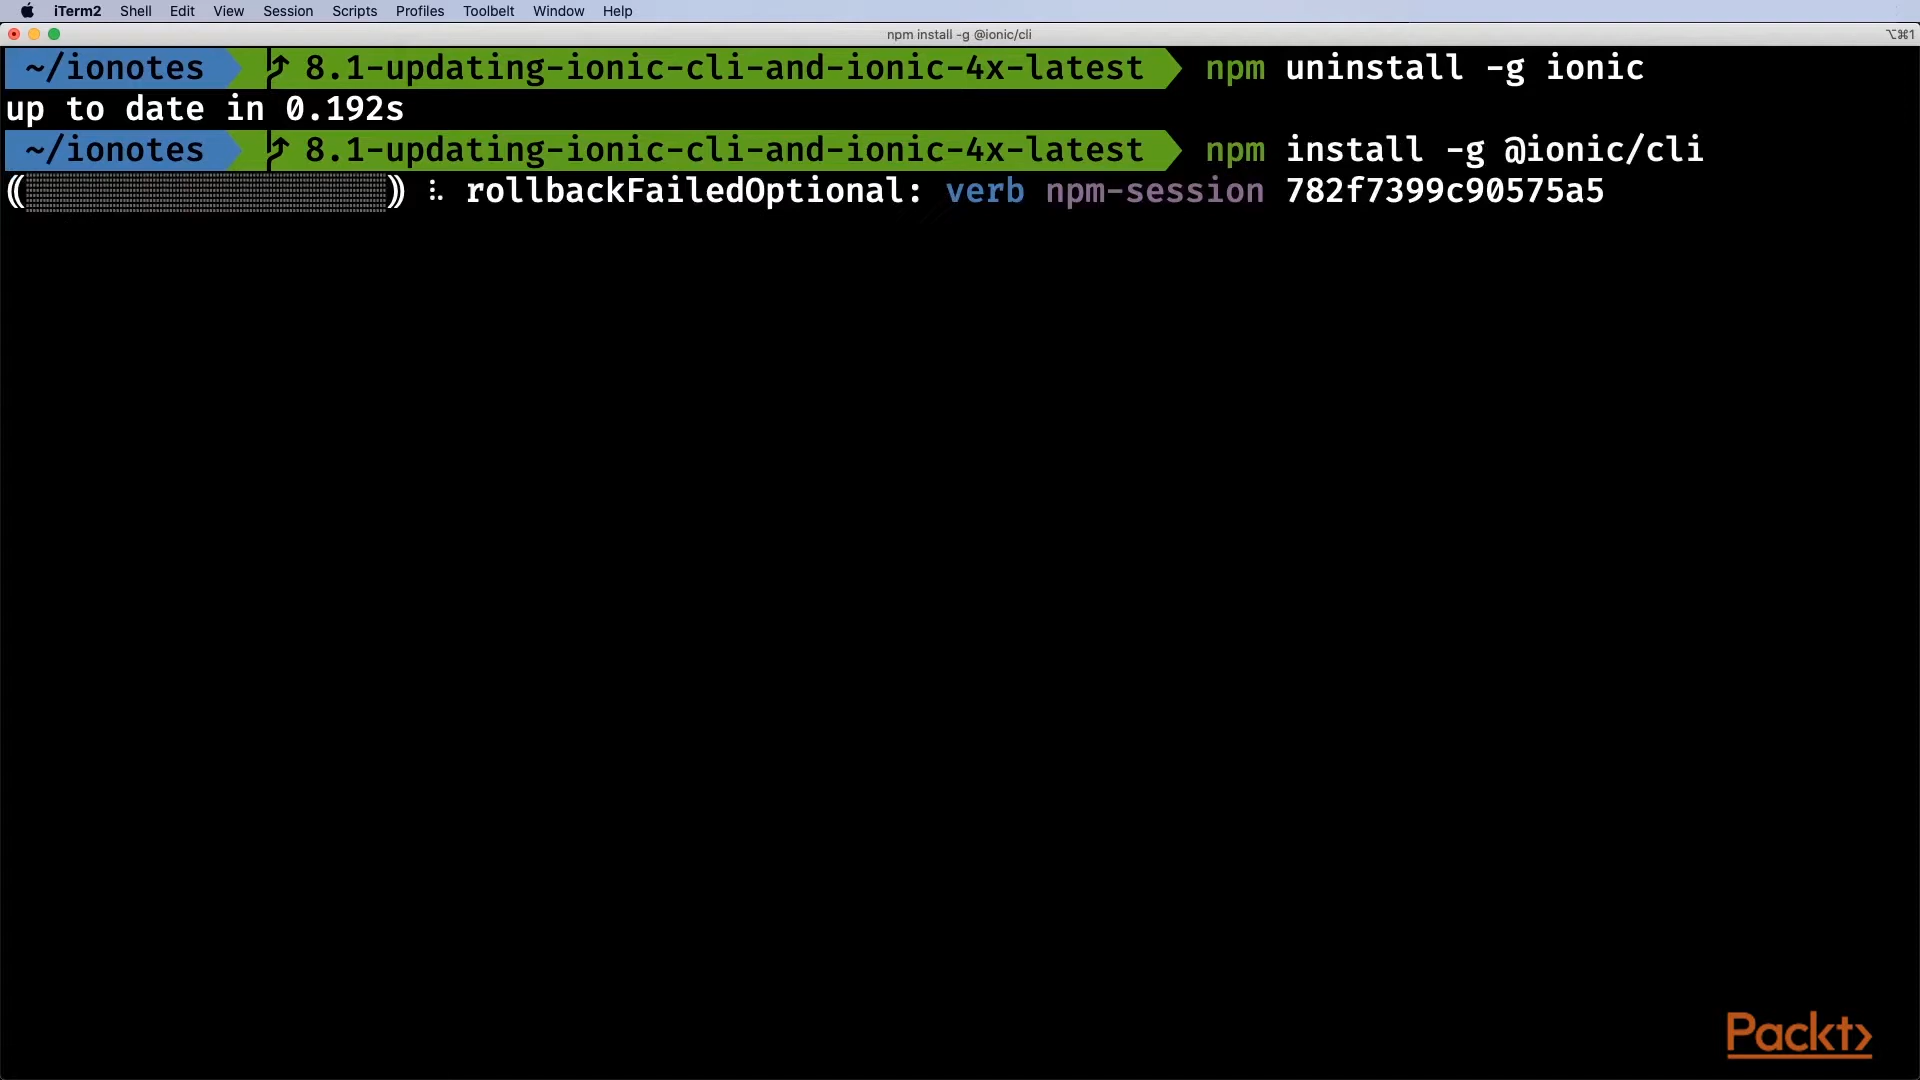 iTerm2 Shell Edit View Session Scripts Profiles Toolbelt Window Help
npm install -g @ionic/cli ⌥⌘1
~/ionotes 8.1-updating-ionic-cli-and-ionic-4x-latest npm uninstall -g ionic
up to date in 0.192s
~/ionotes 8.1-updating-ionic-cli-and-ionic-4x-latest npm install -g @ionic/cli
(░░░░░░░░░░░░░░░░░░) ⠧ rollbackFailedOptional: verb npm-session 782f7399c90575a5
Packt>